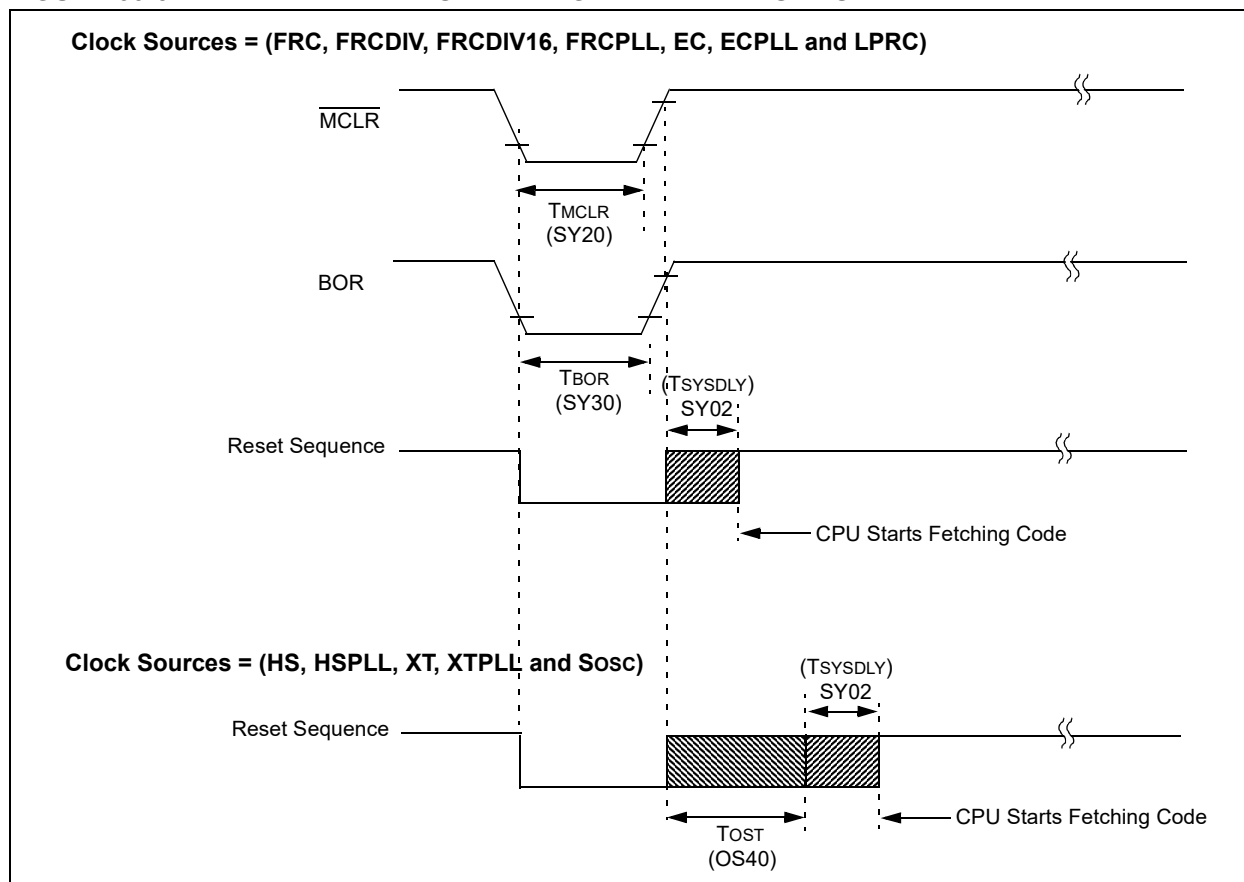 Clock Sources = (FRC, FRCDIV, FRCDIV16, FRCPLL, EC, ECPLL and LPRC)
MCLR
TMCLR
(SY20)
BOR
TBOR
(SY30)
(TSYSDLY)
SY02
Reset Sequence
CPU Starts Fetching Code
Clock Sources = (HS, HSPLL, XT, XTPLL and SOSC)
(TSYSDLY)
SY02
Reset Sequence
CPU Starts Fetching Code
TOST
(OS40)